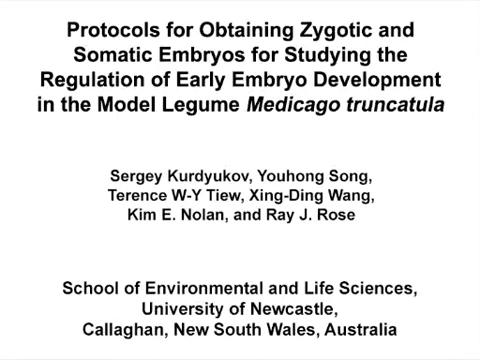 Protocols for Obtaining Zygotic and
Somatic Embryos for Studying the
Regulation of Early Embryo Development
in the Model Legume Medicago truncatula
Sergey Kurdyukov, Youhong Song,
Terence W-Y Tiew, Xing-Ding Wang,
Kim E. Nolan, and Ray J. Rose
School of Environmental and Life Sciences,
University of Newcastle,
Callaghan, New South Wales, Australia